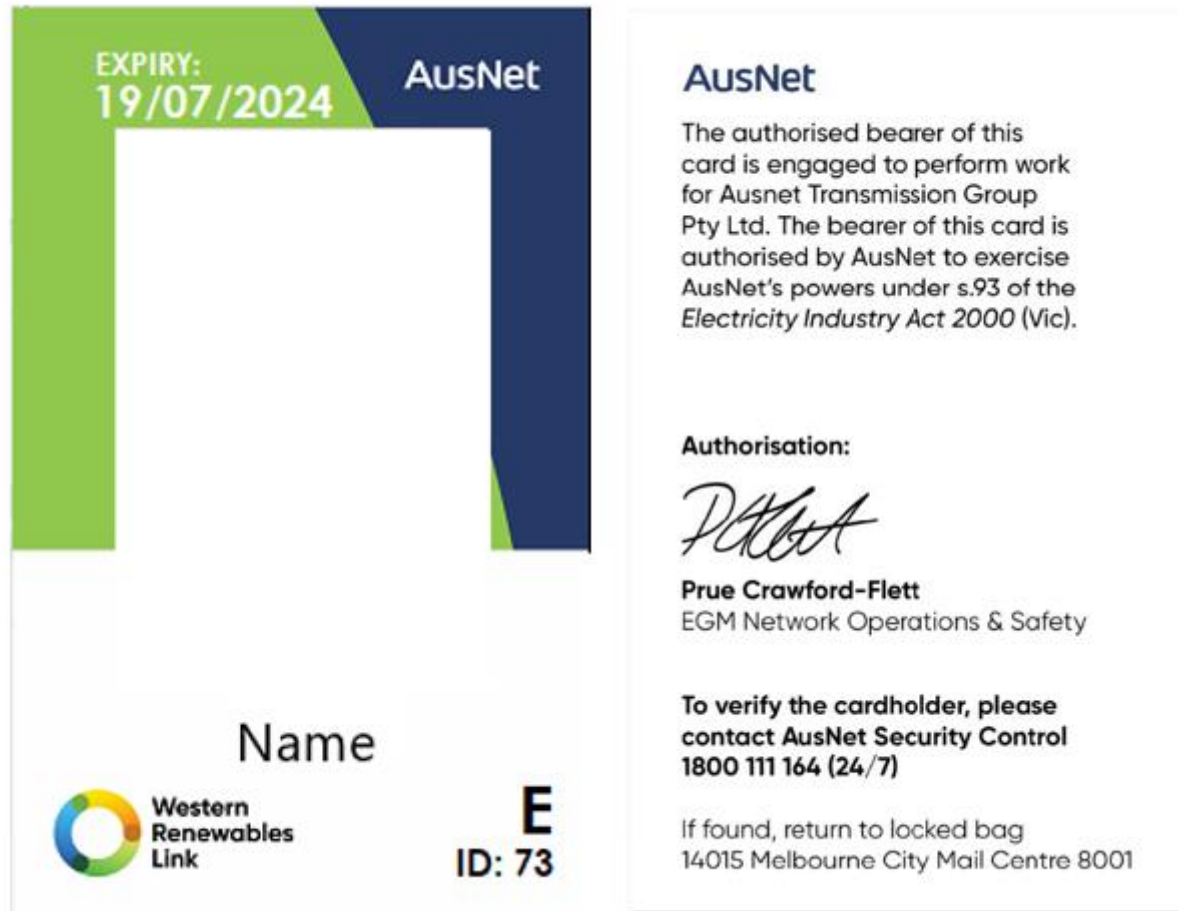 EXPIRY:
19/07/2024
AusNet
Name
Western
Renewables
Link
E
ID: 73
AusNet
The authorised bearer of this
card is engaged to perform work
for Ausnet Transmission Group
Pty Ltd. The bearer of this card is
authorised by AusNet to exercise
AusNet's powers under s.93 of the
Electricity Industry Act 2000 (Vic).
Authorisation:
Prue Crawford-Flett
EGM Network Operations & Safety
To verify the cardholder, please
contact AusNet Security Control
1800 111 164 (24/7)
If found, return to locked bag
14015 Melbourne City Mail Centre 8001